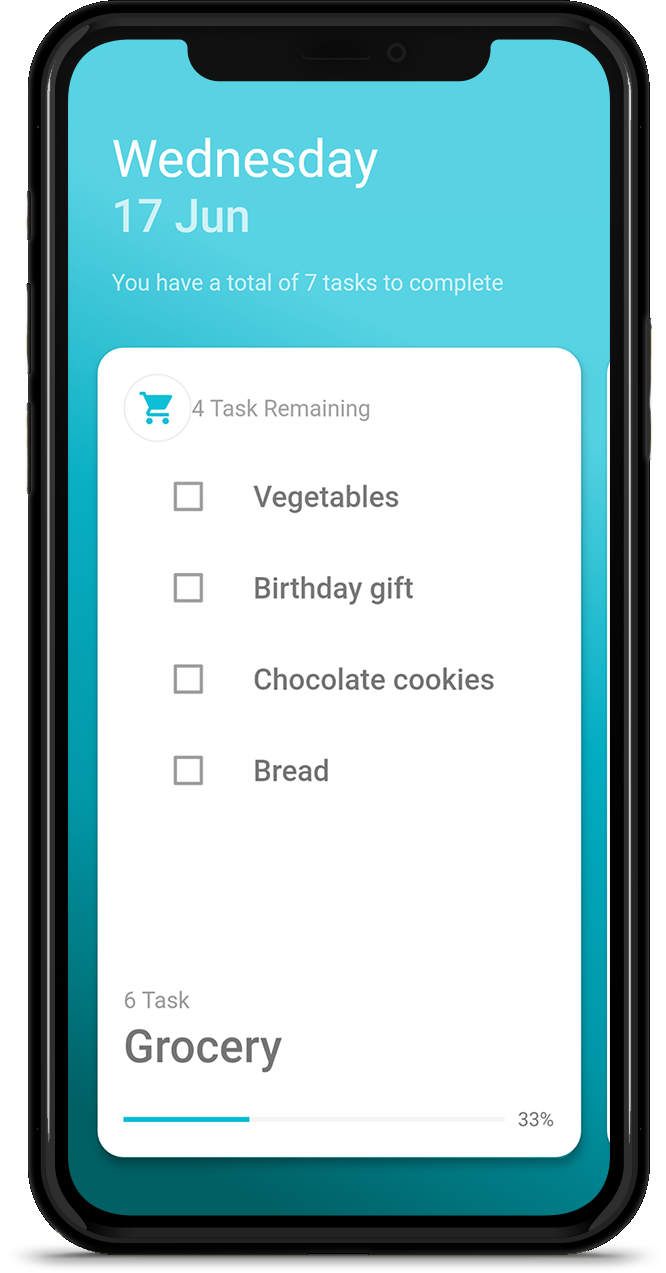 Wednesday
17 Jun
You have a total of 7 tasks to complete
4 Task Remaining
Vegetables
Birthday gift
Chocolate cookies
Bread
6 Task
Grocery
33%